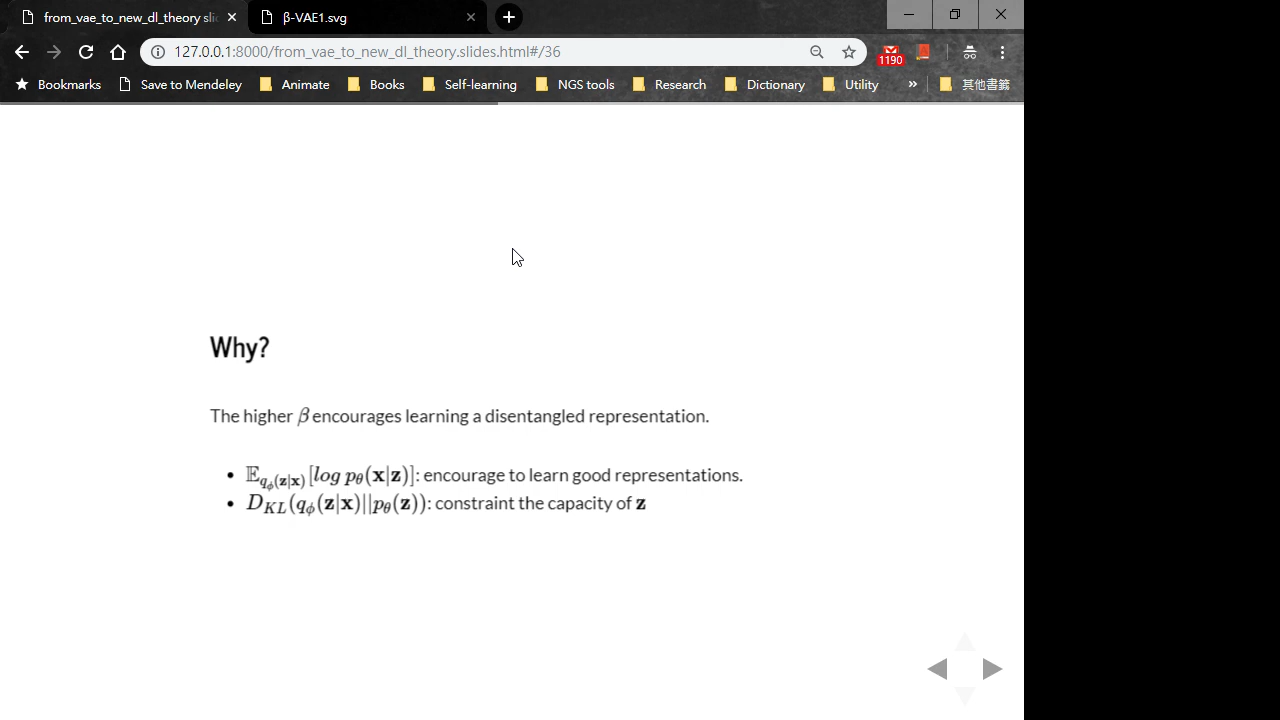 from_vae_to_new_dl_theory slid
β-VAE1.svg
127.0.0.1:8000/from_vae_to_new_dl_theory.slides.html#/36
1190
Bookmarks Save to Mendeley Animate Books Self-learning NGS tools Research Dictionary Utility » 其他書籤
Why?
The higher β encourages learning a disentangled representation.
• 𝔼_{q_ϕ(𝐳|𝐱)}[log p_θ(𝐱|𝐳)]: encourage to learn good representations.
• D_{KL}(q_ϕ(𝐳|𝐱)||p_θ(𝐳)): constraint the capacity of 𝐳